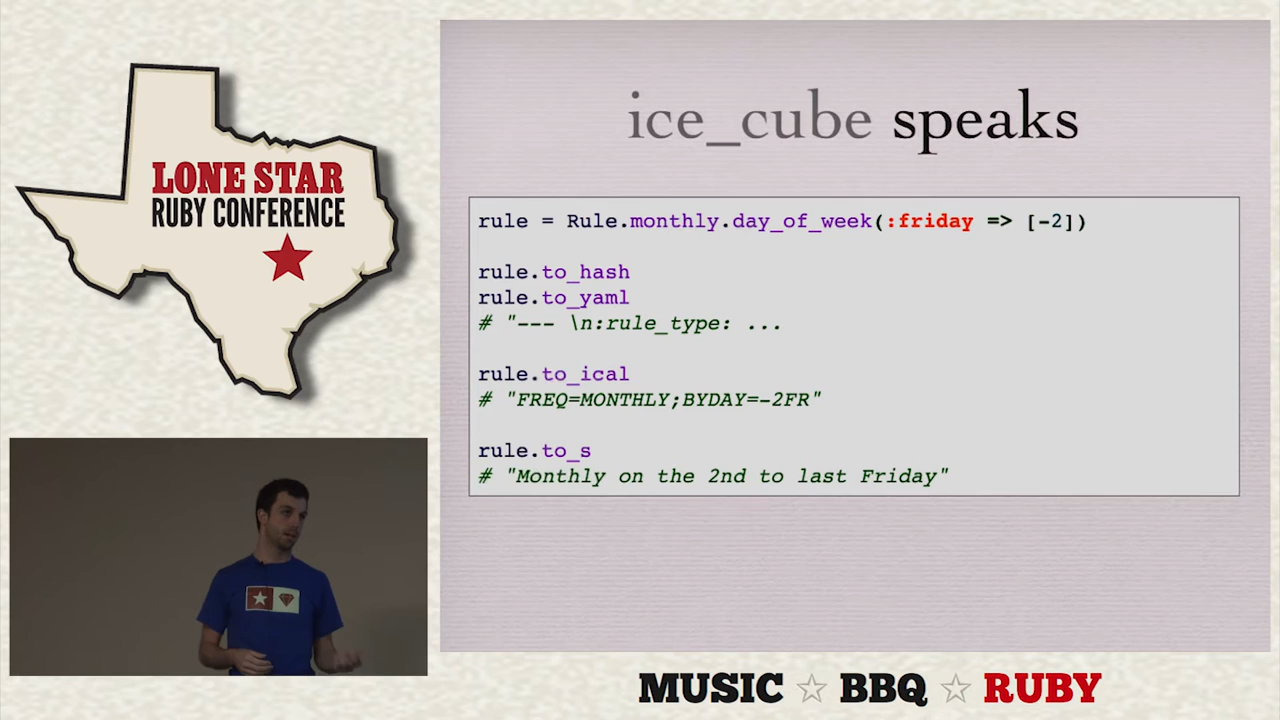 LONE STAR
RUBY CONFERENCE
ice_cube speaks
rule = Rule.monthly.day_of_week(:friday => [-2])
rule.to_hash
rule.to_yaml
# "--- \n:rule_type: ...
rule.to_ical
# "FREQ=MONTHLY;BYDAY=-2FR"
rule.to_s
# "Monthly on the 2nd to last Friday"
MUSIC ☆ BBQ ☆ RUBY